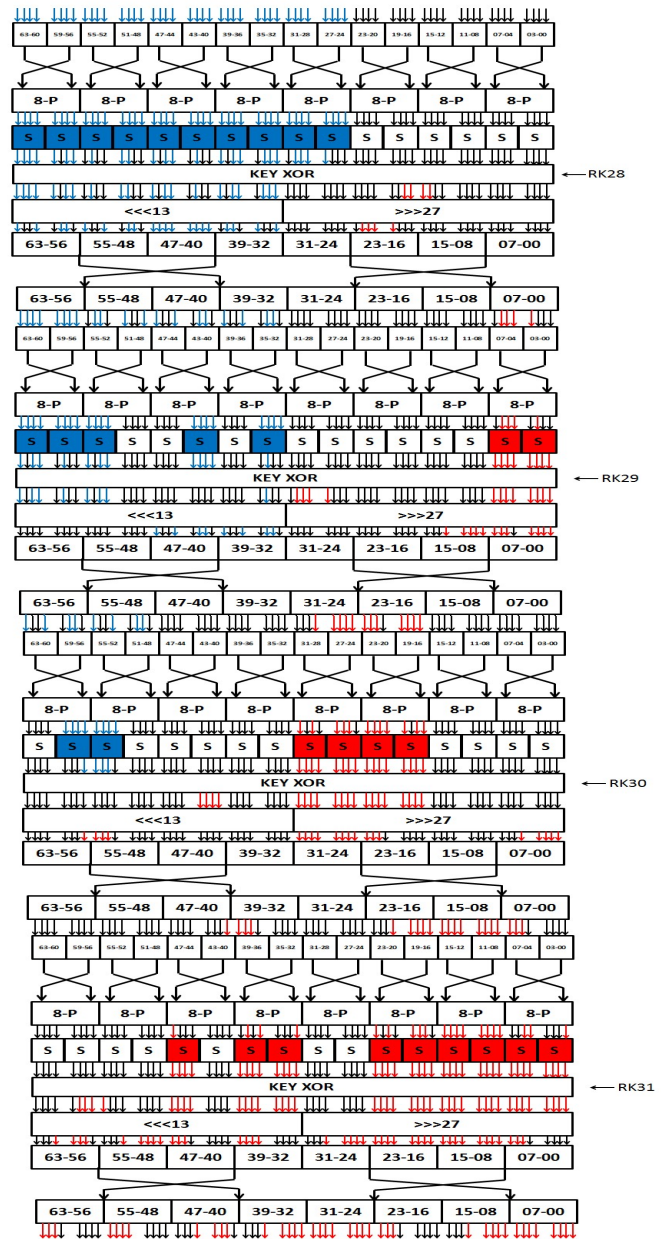 63-60 59-56 55-52 51-48 47-44 43-40 39-36 35-32 31-28 27-24 23-20 19-16 15-12 11-08 07-04 03-00
8-P 8-P 8-P 8-P 8-P 8-P 8-P 8-P
S S S S S S S S S S S S S S S S
KEY XOR RK28
<<<13 >>>27
63-56 55-48 47-40 39-32 31-24 23-16 15-08 07-00
63-56 55-48 47-40 39-32 31-24 23-16 15-08 07-00
63-60 59-56 55-52 51-48 47-44 43-40 39-36 35-32 31-28 27-24 23-20 19-16 15-12 11-08 07-04 03-00
8-P 8-P 8-P 8-P 8-P 8-P 8-P 8-P
S S S S S S S S S S S S S S S S
KEY XOR RK29
<<<13 >>>27
63-56 55-48 47-40 39-32 31-24 23-16 15-08 07-00
63-56 55-48 47-40 39-32 31-24 23-16 15-08 07-00
63-60 59-56 55-52 51-48 47-44 43-40 39-36 35-32 31-28 27-24 23-20 19-16 15-12 11-08 07-04 03-00
8-P 8-P 8-P 8-P 8-P 8-P 8-P 8-P
S S S S S S S S S S S S S S S S
KEY XOR RK30
<<<13 >>>27
63-56 55-48 47-40 39-32 31-24 23-16 15-08 07-00
63-56 55-48 47-40 39-32 31-24 23-16 15-08 07-00
63-60 59-56 55-52 51-48 47-44 43-40 39-36 35-32 31-28 27-24 23-20 19-16 15-12 11-08 07-04 03-00
8-P 8-P 8-P 8-P 8-P 8-P 8-P 8-P
S S S S S S S S S S S S S S S S
KEY XOR RK31
<<<13 >>>27
63-56 55-48 47-40 39-32 31-24 23-16 15-08 07-00
63-56 55-48 47-40 39-32 31-24 23-16 15-08 07-00